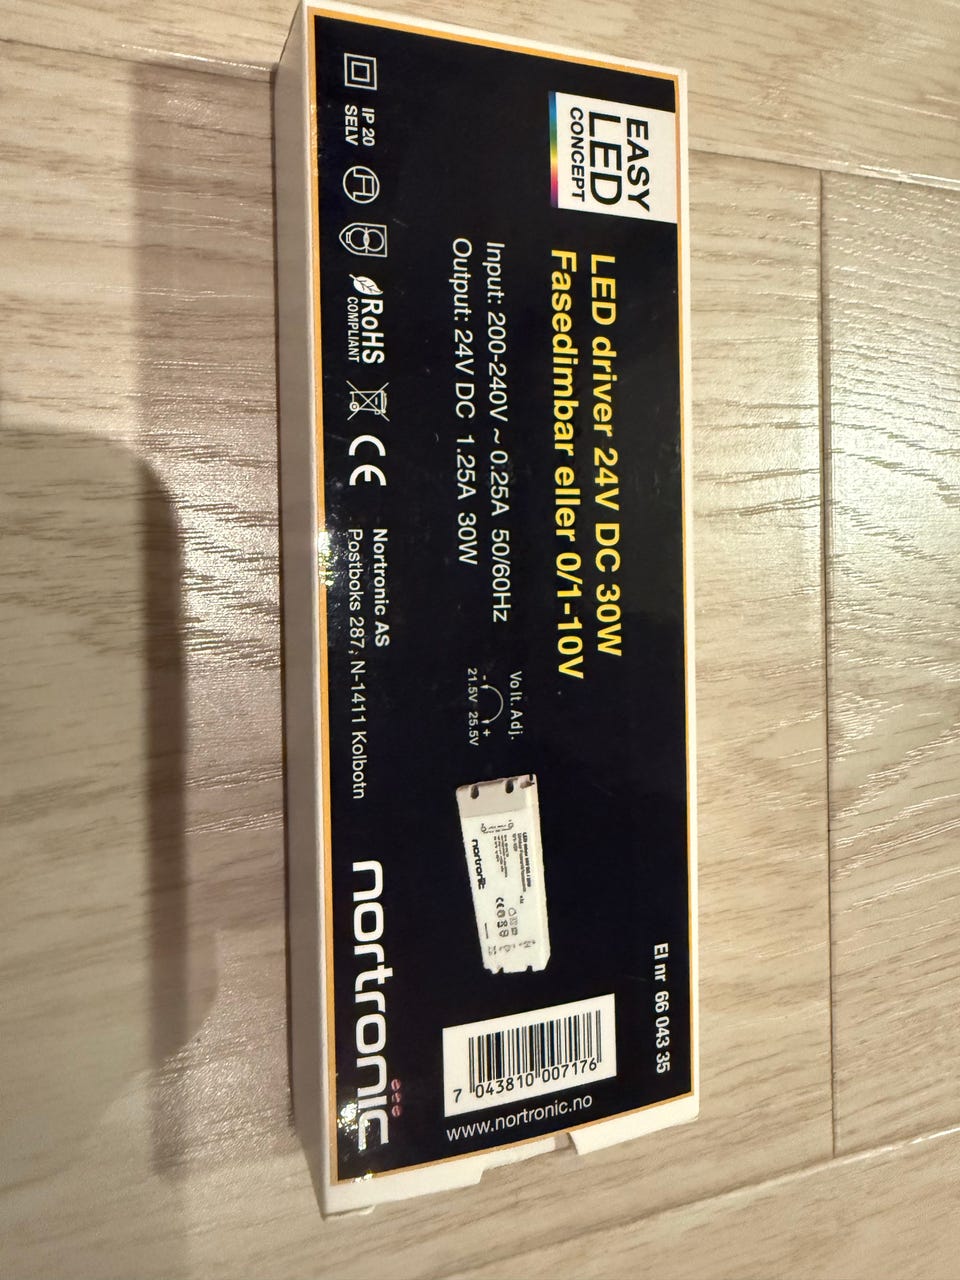 EASY
LED
CONCEPT
El nr 66 043 35
LED driver 24V DC 30W
Fasedimbar eller 0/1-10V
Input: 200-240V ~ 0.25A 50/60Hz
Output: 24V DC 1.25A 30W
Volt. Adj.
- +
21.5V 25.5V
nortronic
CE
7 043810 007176
www.nortronic.no
IP 20
SELV
RoHS
COMPLIANT
CE
Nortronic AS
Postboks 287, N-1411 Kolbotn
nortronic